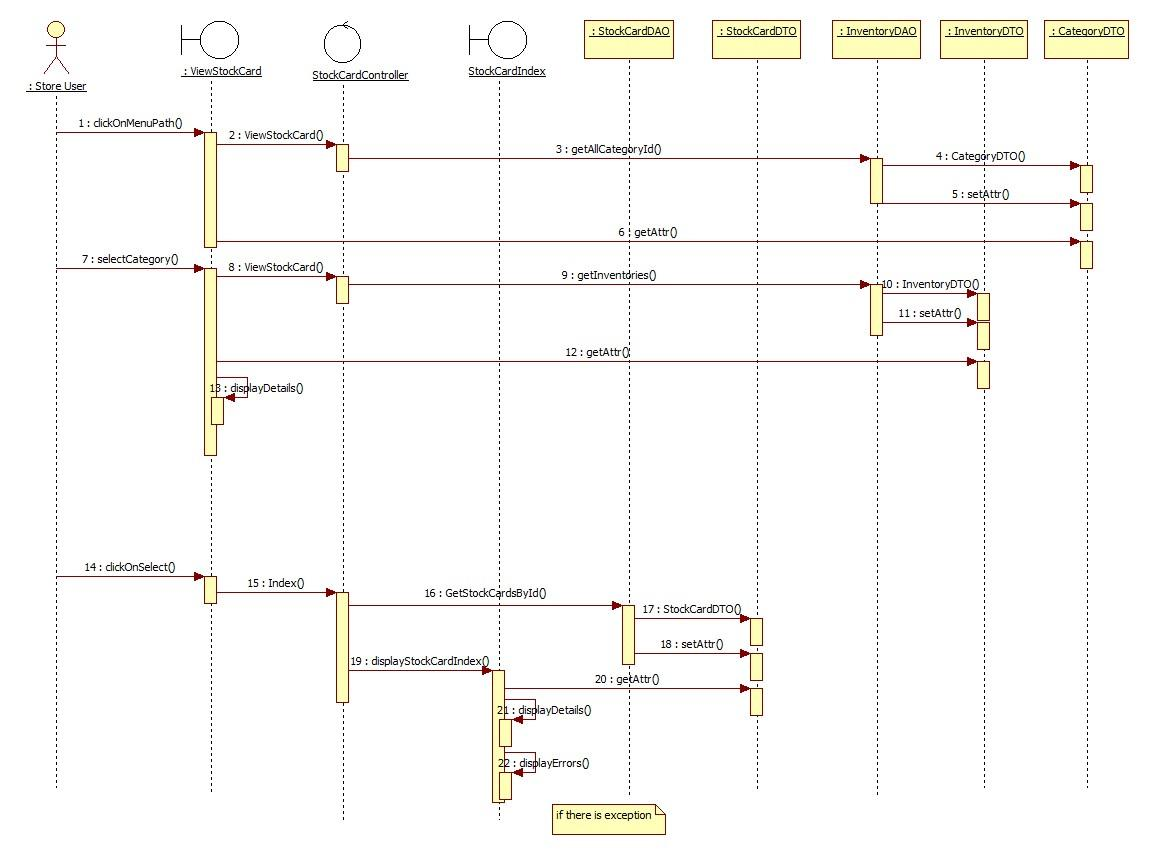 : Store User
: ViewStockCard
StockCardController
StockCardIndex
: StockCardDAO
: StockCardDTO
: InventoryDAO
: InventoryDTO
: CategoryDTO
1 : clickOnMenuPath()
2 : ViewStockCard()
3 : getAllCategoryId()
4 : CategoryDTO()
5 : setAttr()
6 : getAttr()
7 : selectCategory()
8 : ViewStockCard()
9 : getInventories()
10 : InventoryDTO()
11 : setAttr()
12 : getAttr()
13 : displayDetails()
14 : clickOnSelect()
15 : Index()
16 : GetStockCardsById()
17 : StockCardDTO()
18 : setAttr()
19 : displayStockCardIndex()
20 : getAttr()
21 : displayDetails()
22 : displayErrors()
if there is exception